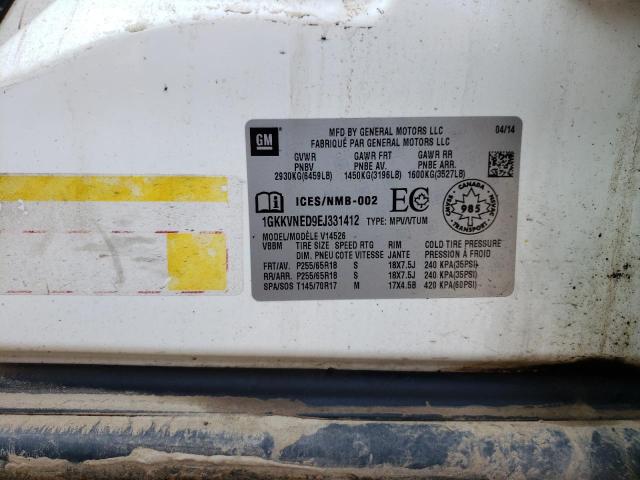 GM
MFD BY GENERAL MOTORS LLC 04/14
FABRIQUÉ PAR GENERAL MOTORS LLC
GVWR GAWR FRT GAWR RR
PNBV PNBE AV. PNBE ARR.
2930KG(6459LB) 1450KG(3196LB) 1600KG(3527LB)
ICES/NMB-002 EC
CANADA
985
TRANSPORT
1GKKVNED9EJ331412 TYPE: MPV/VTUM
MODEL/MODÈLE V14526
VBBM TIRE SIZE SPEED RTG RIM COLD TIRE PRESSURE
DIM. PNEU COTE VITESSE JANTE PRESSION À FROID
FRT/AV. P255/65R18 S 18X7.5J 240 KPA(35PSI)
RR/ARR. P255/65R18 S 18X7.5J 240 KPA(35PSI)
SPA/SOS T145/70R17 M 17X4.5B 420 KPA(60PSI)